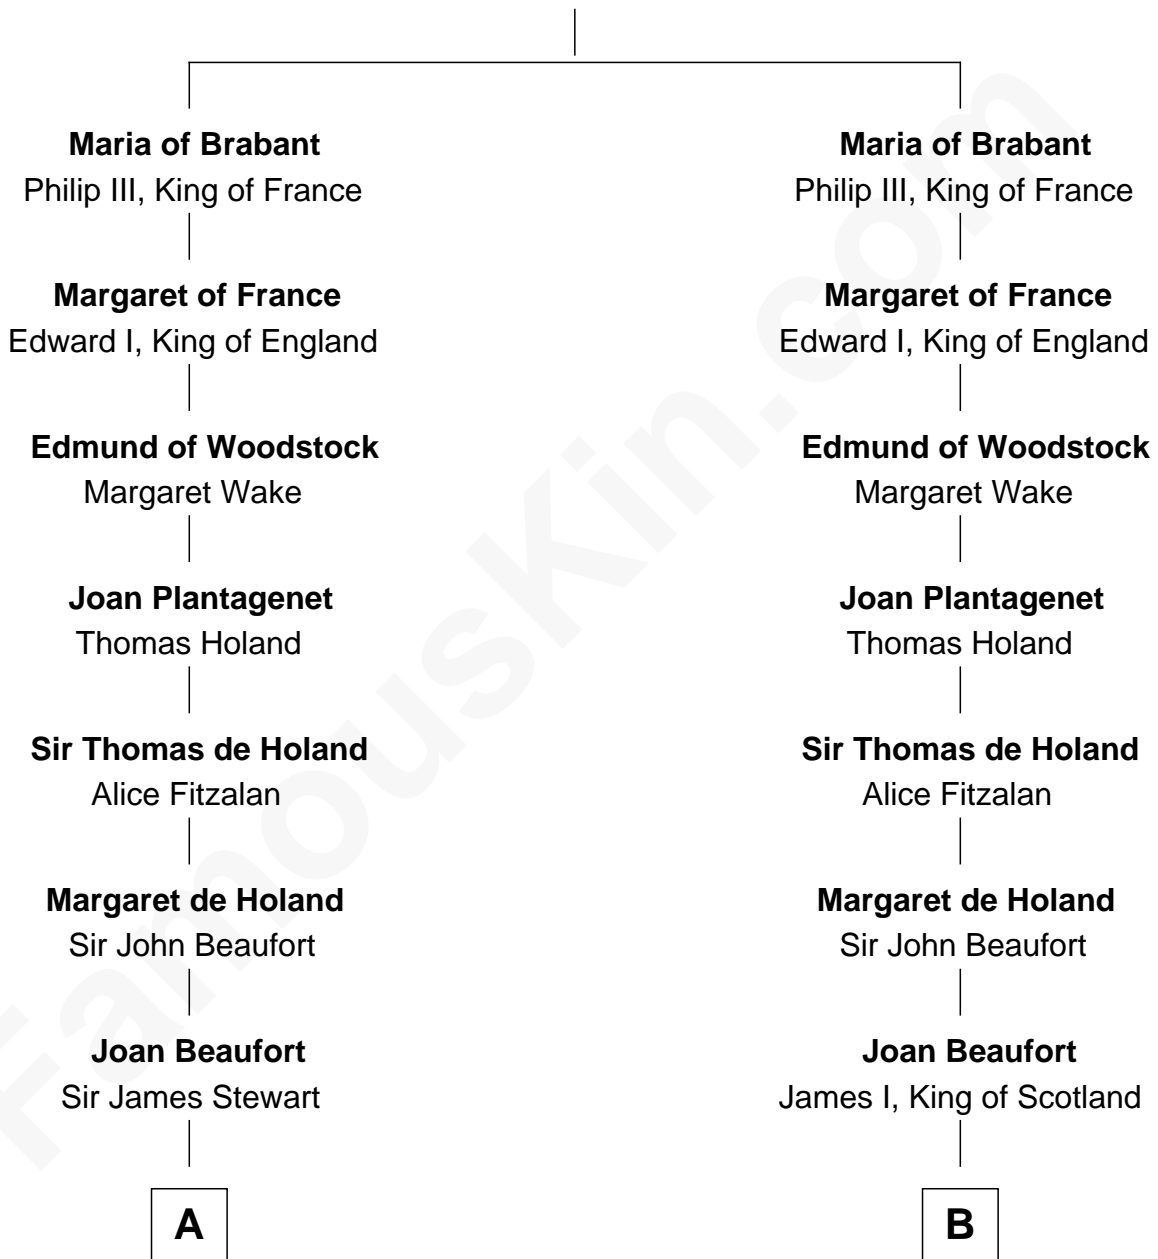 Maria of Brabant
Philip III, King of France
Margaret of France
Edward I, King of England
Edmund of Woodstock
Margaret Wake
Joan Plantagenet
Thomas Holand
Sir Thomas de Holand
Alice Fitzalan
Margaret de Holand
Sir John Beaufort
Joan Beaufort
Sir James Stewart
A
Maria of Brabant
Philip III, King of France
Margaret of France
Edward I, King of England
Edmund of Woodstock
Margaret Wake
Joan Plantagenet
Thomas Holand
Sir Thomas de Holand
Alice Fitzalan
Margaret de Holand
Sir John Beaufort
Joan Beaufort
James I, King of Scotland
B
FamousKin.com